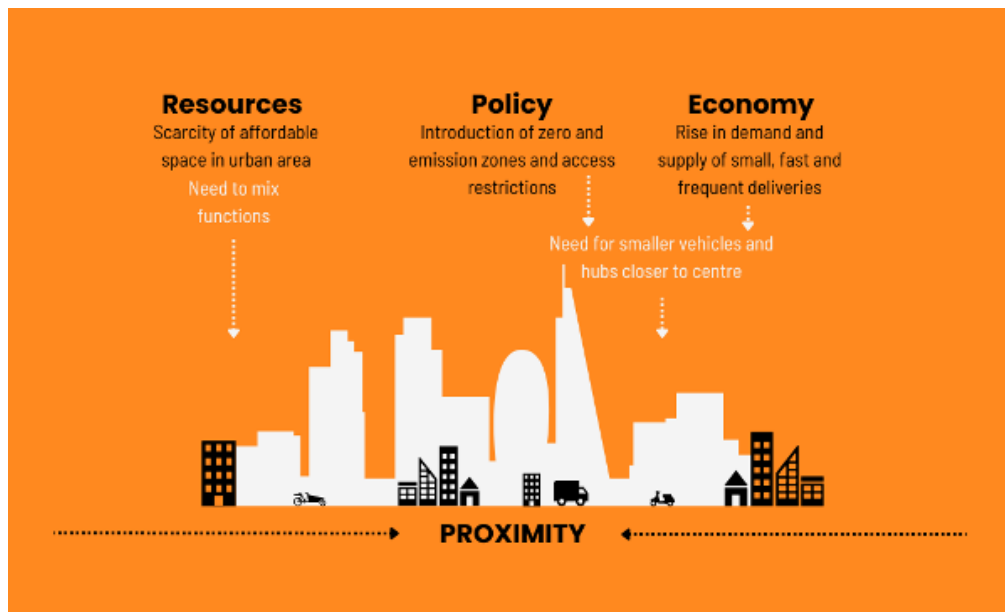 Resources
Scarcity of affordable
space in urban area
Need to mix
functions
Policy
Introduction of zero and
emission zones and access
restrictions
Economy
Rise in demand and
supply of small, fast and
frequent deliveries
Need for smaller vehicles and
hubs closer to centre
PROXIMITY